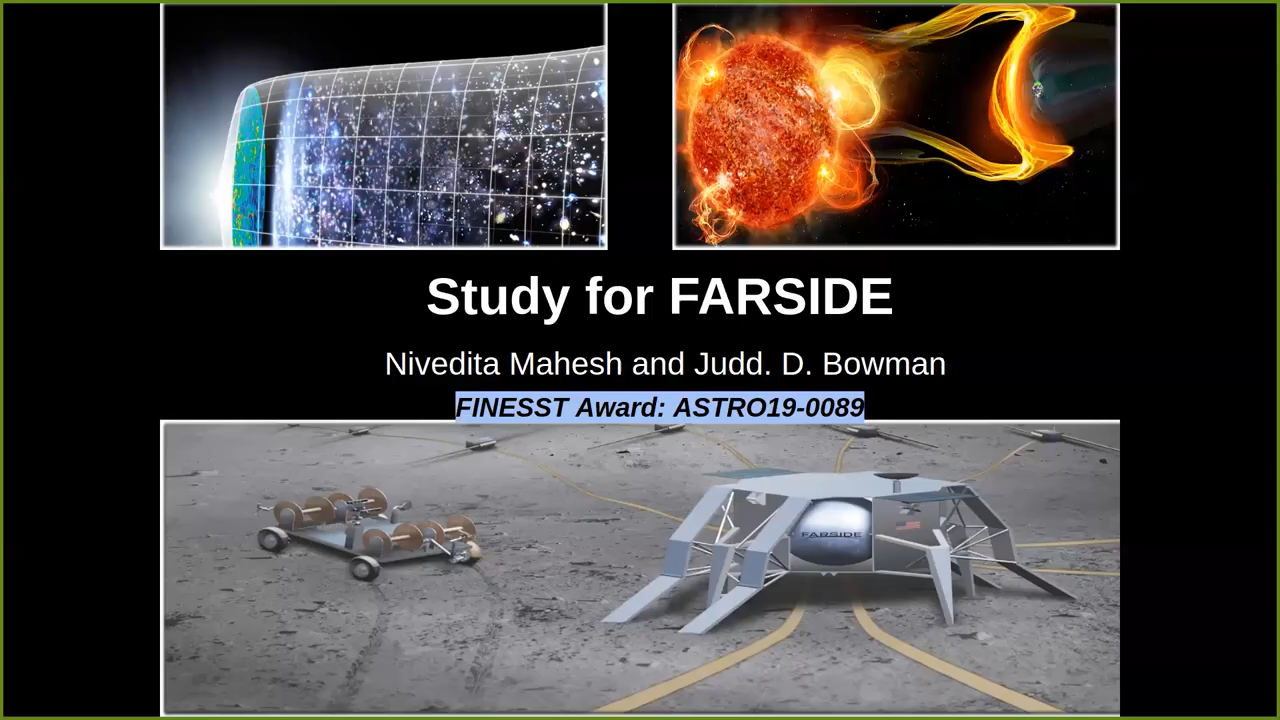 Study for FARSIDE
Nivedita Mahesh and Judd. D. Bowman
FINESST Award: ASTRO19-0089
FARSIDE